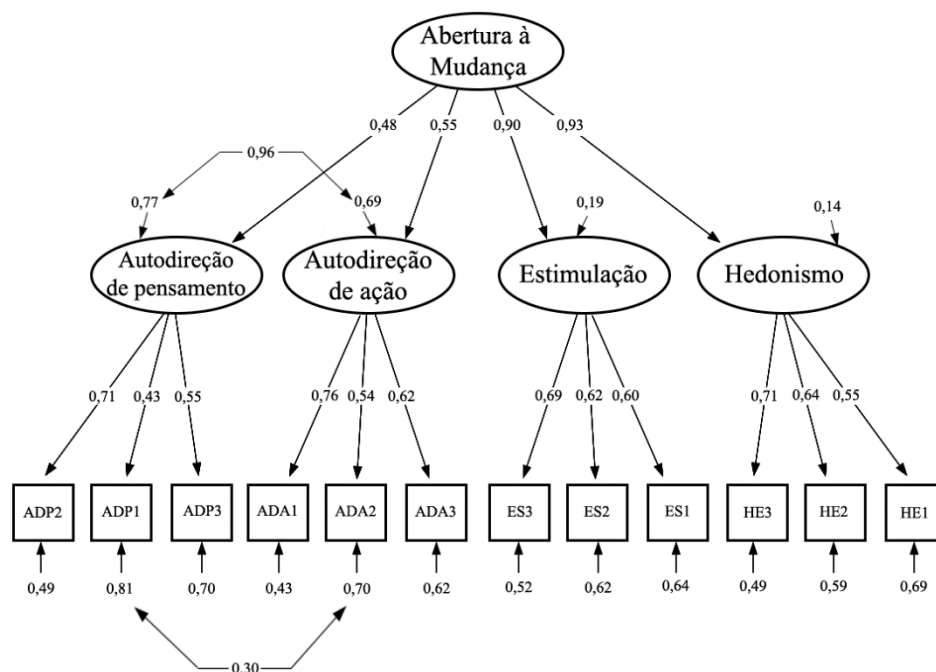 Abertura à
Mudança
0,48
0,55
0,90
0,93
0,96
0,77
0,69
0,19
0,14
Autodireção
de pensamento
Autodireção
de ação
Estimulação
Hedonismo
0,71
0,43
0,55
0,76
0,54
0,62
0,69
0,62
0,60
0,71
0,64
0,55
ADP2
ADP1
ADP3
ADA1
ADA2
ADA3
ES3
ES2
ES1
HE3
HE2
HE1
0,49
0,81
0,70
0,43
0,70
0,62
0,52
0,62
0,64
0,49
0,59
0,69
0,30